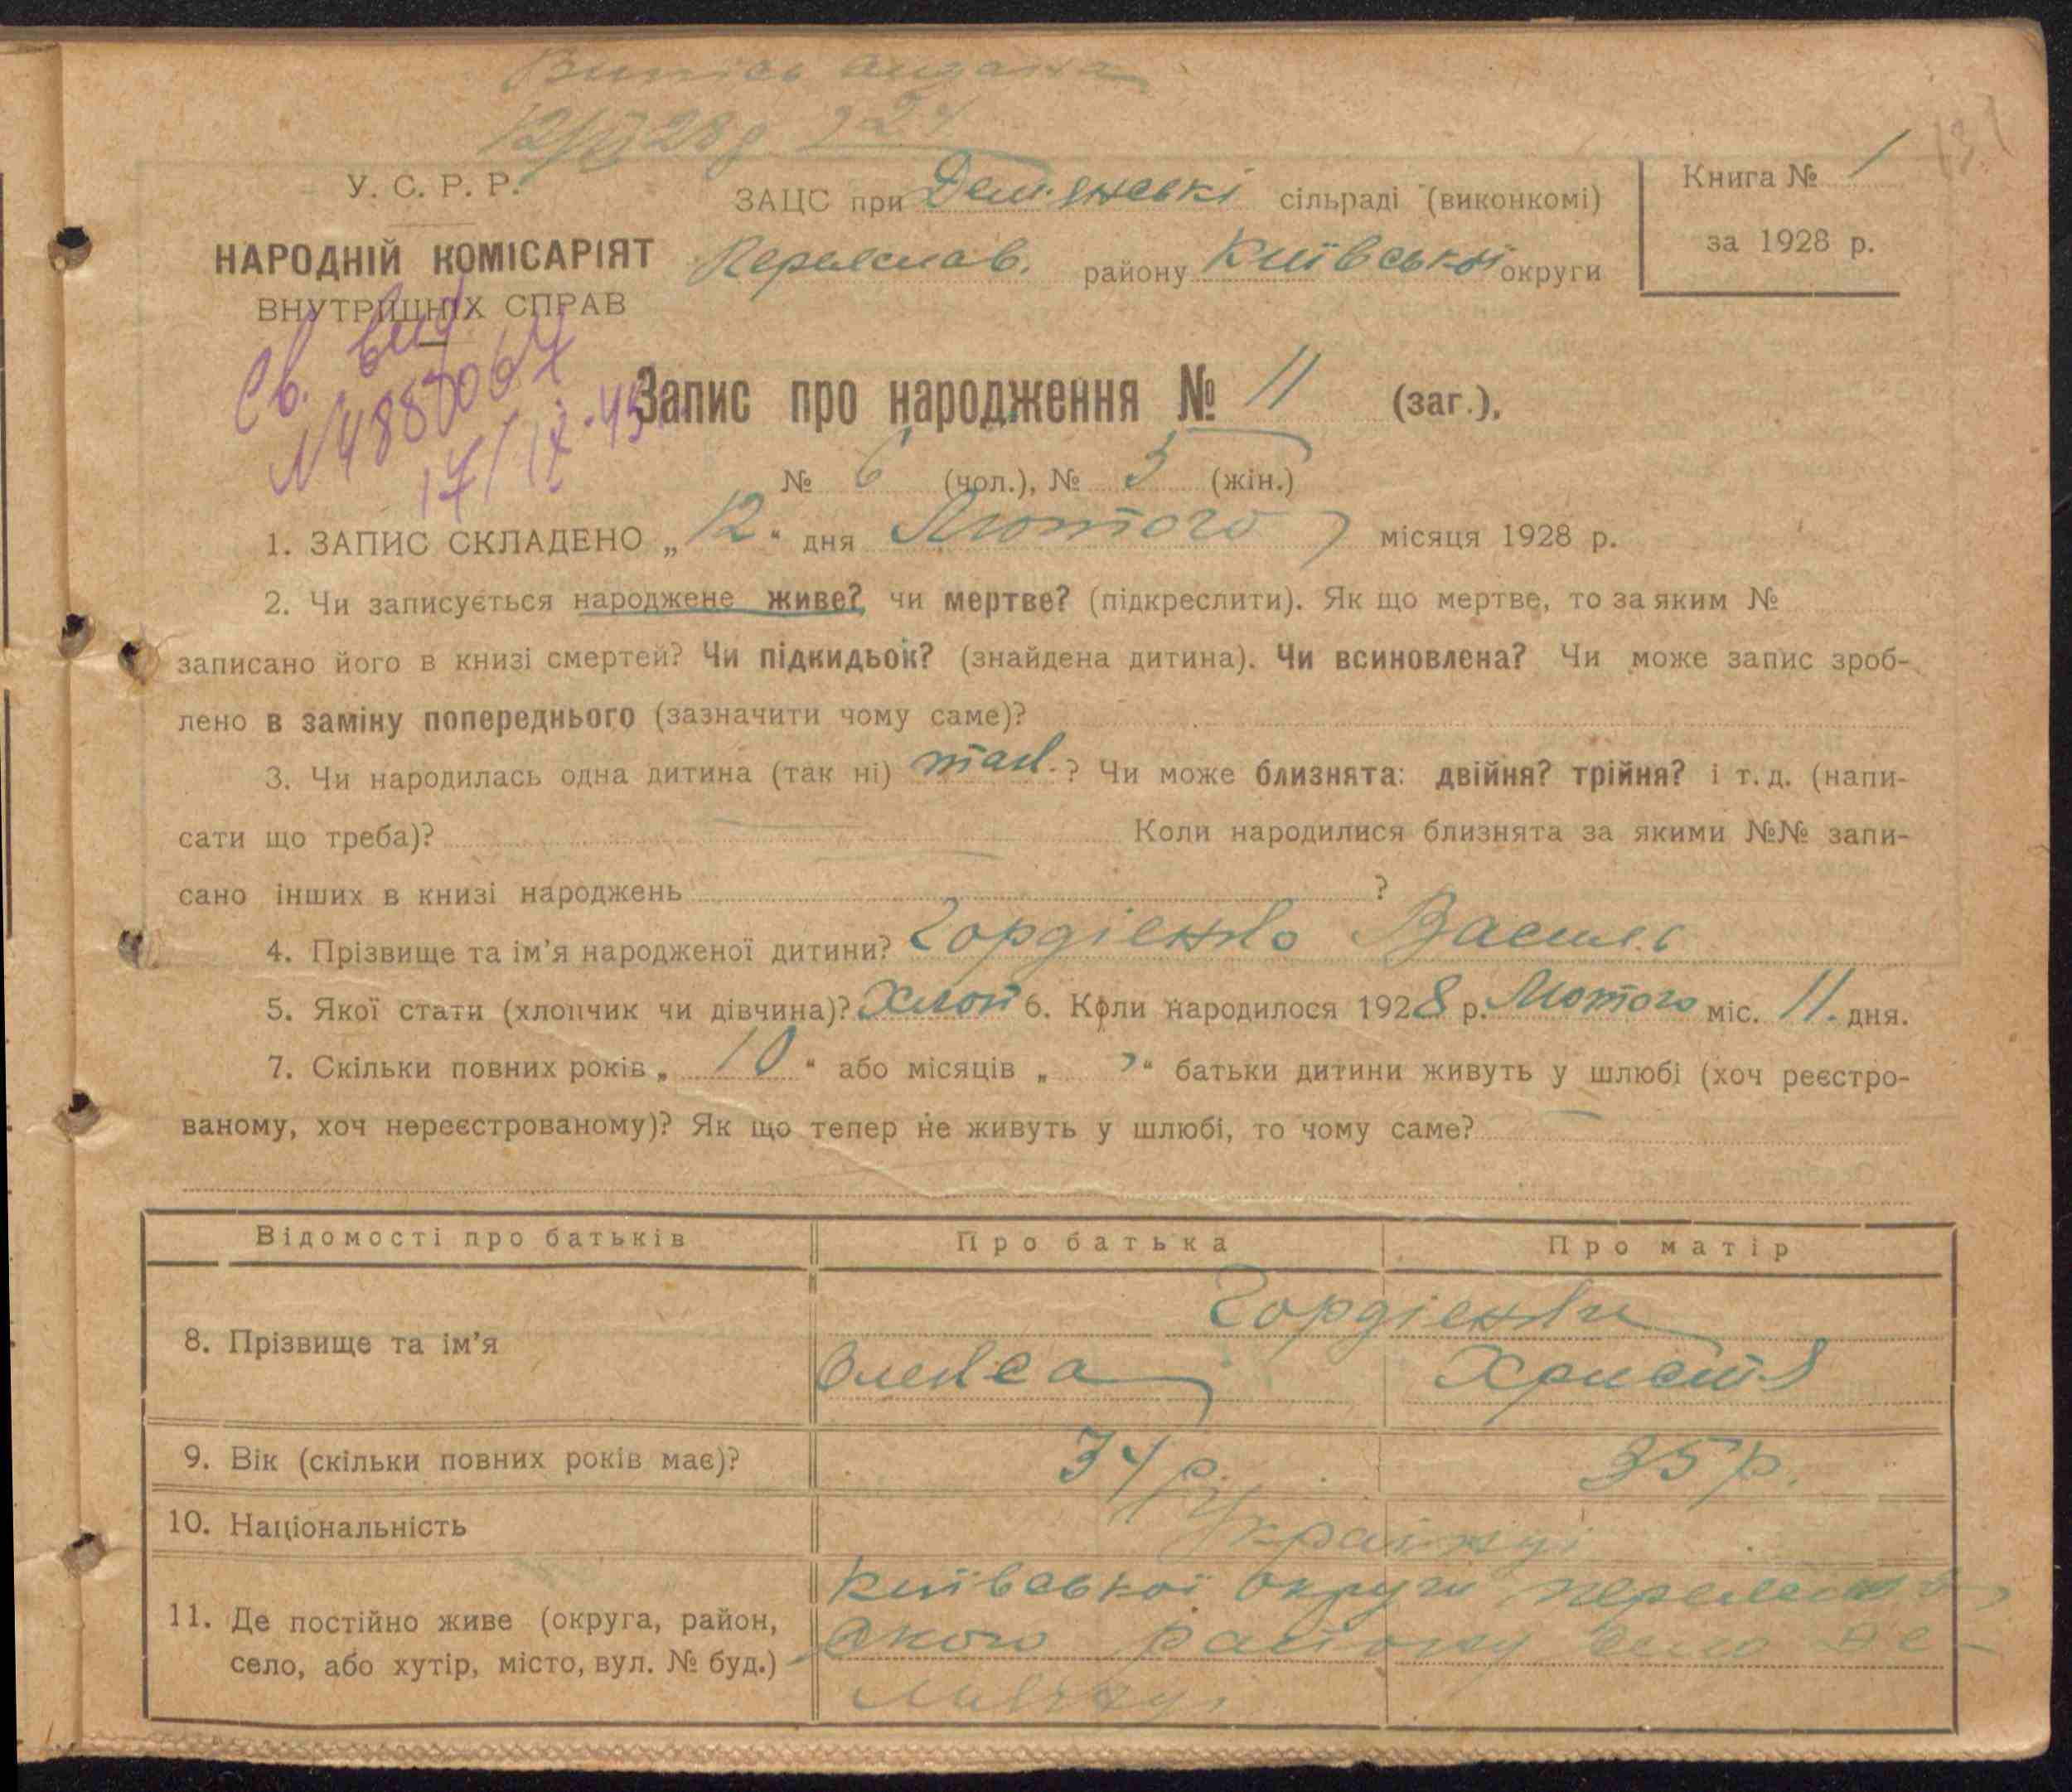 Випись видана
12/II 28 р. № 24
У. С. Р. Р.
НАРОДНІЙ КОМІСАРІЯТ
ВНУТРІШНІХ СПРАВ
ЗАЦС при сільраді (виконкомі)
Переяслав. району Київської округи
Книга № 1
за 1928 р.
Св. вид
17/IX-45
Запис про народження № 11 (заг.),
№ 6 (чол.), № 5 (жін.)
1. ЗАПИС СКЛАДЕНО „ 12 “ дня Лютого місяця 1928 р.
2. Чи записується народжене живе? чи мертве? (підкреслити). Як що мертве, то за яким №
записано його в книзі смертей? Чи підкидьок? (знайдена дитина). Чи всиновлена? Чи може запис зроб-
лено в заміну попереднього (зазначити чому саме)?
3. Чи народилась одна дитина (так ні) так ? Чи може близнята: двійня? трійня? і т. д. (напи-
сати що треба)? Коли народилися близнята за якими №№ запи-
сано інших в книзі народжень ?
4. Прізвище та ім’я народженої дитини? Гордієнко Василь
5. Якої стати (хлопчик чи дівчина)? Хлоп 6. Коли народилося 1928 р. Лютого міс. 11. дня.
7. Скільки повних років „ 10 “ або місяців „ “ батьки дитини живуть у шлюбі (хоч реєстро-
ваному, хоч нереєстрованому)? Як що тепер не живуть у шлюбі, то чому саме?
Відомості про батьків Про батька Про матір
Гордієнки
8. Прізвище та ім’я Олекса Христя
9. Вік (скільки повних років має)? 34 р. 35 р.
10. Національність Українці
11. Де постійно живе (округа, район, село, або хутір, місто, вул. № буд.)
Київської округи переяслав
ského району село Де-